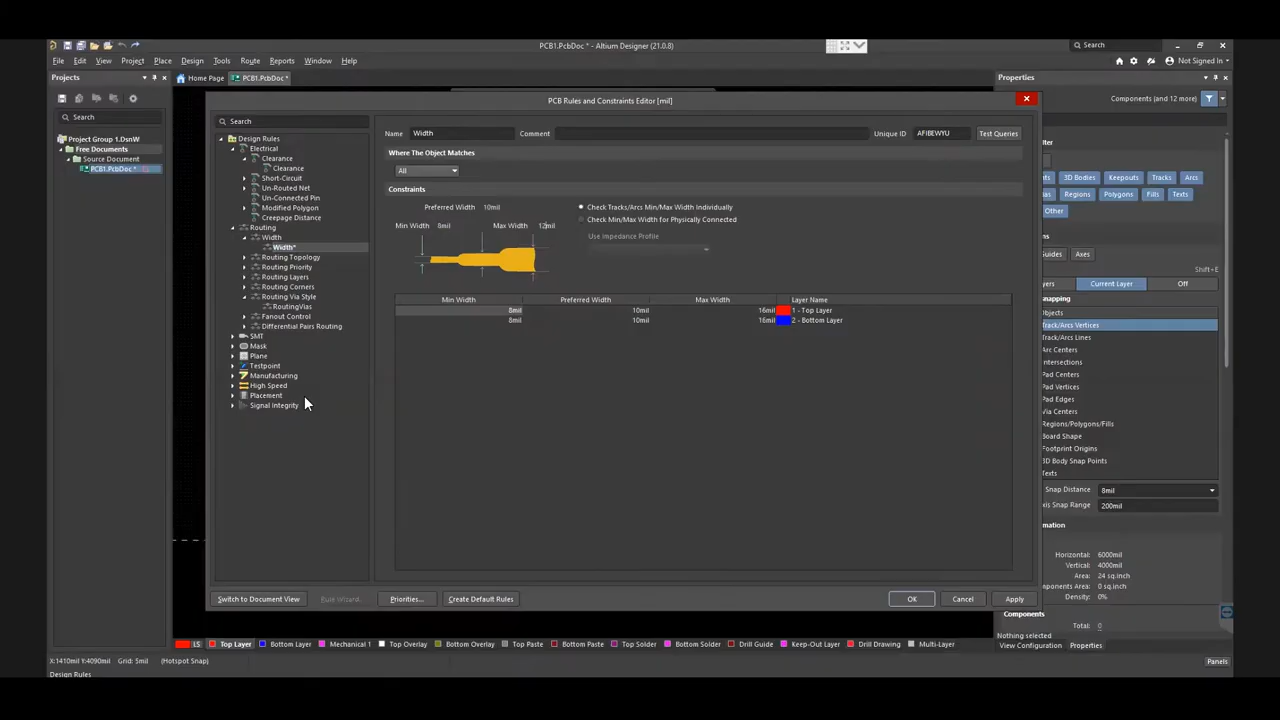 PCB1.PcbDoc * - Altium Designer (21.0.8)
Search
File Edit View Project Place Design Tools Route Reports Window Help
Not Signed In
Projects
Home Page
PCB1.PcbDoc *
Properties
Search
Project Group 1.DsnWr
Free Documents
Source Document
PCB1.PcbDoc *
PCB Rules and Constraints Editor [mil]
Search
Design Rules
Electrical
Clearance
Clearance
Short-Circuit
Un-Routed Net
Un-Connected Pin
Modified Polygon
Creepage Distance
Routing
Width
Width*
Routing Topology
Routing Priority
Routing Layers
Routing Corners
Routing Via Style
RoutingVias
Fanout Control
Differential Pairs Routing
SMT
Mask
Plane
Testpoint
Manufacturing
High Speed
Placement
Signal Integrity
Name Width Comment Unique ID AFIBEWYU Test Queries
Where The Object Matches
All
Constraints
Preferred Width 10mil
Min Width 8mil Max Width 12mil
Check Tracks/Arcs Min/Max Width Individually
Check Min/Max Width for Physically Connected
Use Impedance Profile
Min Width Preferred Width Max Width Layer Name
8mil 10mil 16mil 1 - Top Layer
8mil 10mil 16mil 2 - Bottom Layer
Switch to Document View Rule Wizard... Priorities... Create Default Rules OK Cancel Apply
Components (and 12 more)
3D Bodies Keepouts Tracks Arcs
Regions Polygons Fills Texts
Other
Axes
Shift+E
Current Layer Off
Track/Arcs Vertices
Track/Arcs Lines
Arc Centers
Pad Centers
Pad Vertices
Pad Edges
Via Centers
Regions/Polygons/Fills
Board Shape
Footprint Origins
3D Body Snap Points
Texts
Snap Distance 8mil
Snap Range 200mil
Horizontal: 6000mil
Vertical: 4000mil
Area: 24 sq.inch
Density: 0%
Components
Total: 0
Nothing selected
View Configuration Properties
LS Top Layer Bottom Layer Mechanical 1 Top Overlay Bottom Overlay Top Paste Bottom Paste Top Solder Bottom Solder Drill Guide Keep-Out Layer Drill Drawing Multi-Layer
X:1410mil Y:4090mil Grid: 5mil (Hotspot Snap)
Panels
Design Rules